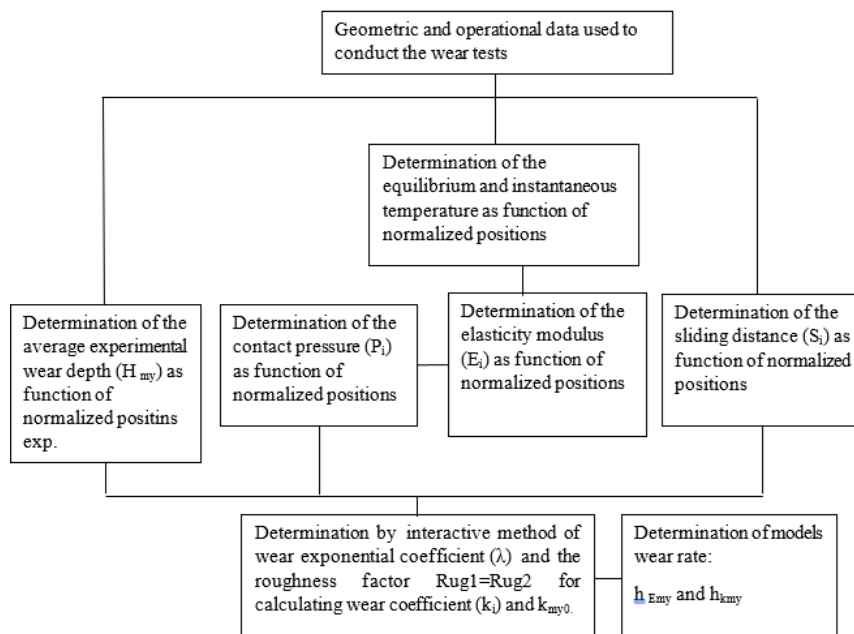 Geometric and operational data used to
conduct the wear tests
Determination of the
equilibrium and instantaneous
temperature as function of
normalized positions
Determination of the
average experimental
wear depth (H my) as
function of
normalized positins
exp.
Determination of the
contact pressure (Pi)
as function of
normalized positions
Determination of the
elasticity modulus
(Ei) as function of
normalized positions
Determination of the
sliding distance (Si) as
function of normalized
positions
Determination by interactive method of
wear exponential coefficient (λ) and the
roughness factor Rug1=Rug2 for
calculating wear coefficient (ki) and kmy0.
Determination of models
wear rate:
h Emy and hkmy